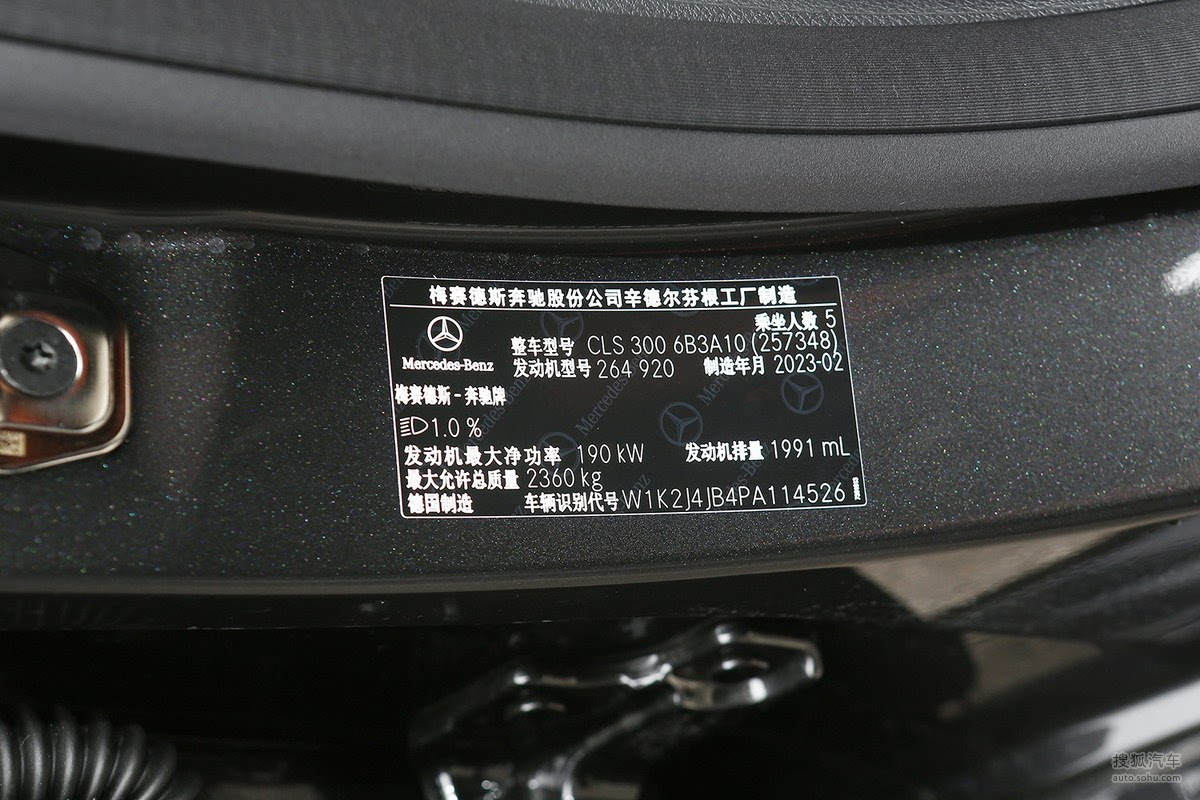 梅赛德斯奔驰股份公司辛德尔芬根工厂制造
乘坐人数 5
Mercedes-Benz
整车型号 CLS 300 6B3A10 (257348)
发动机型号 264 920 制造年月 2023-02
梅赛德斯-奔驰牌
1.0 %
发动机最大净功率 190 kW 发动机排量 1991 mL
最大允许总质量 2360 kg
德国制造 车辆识别代号 W1K2J4JB4PA114526
搜狐汽车
auto.sohu.com